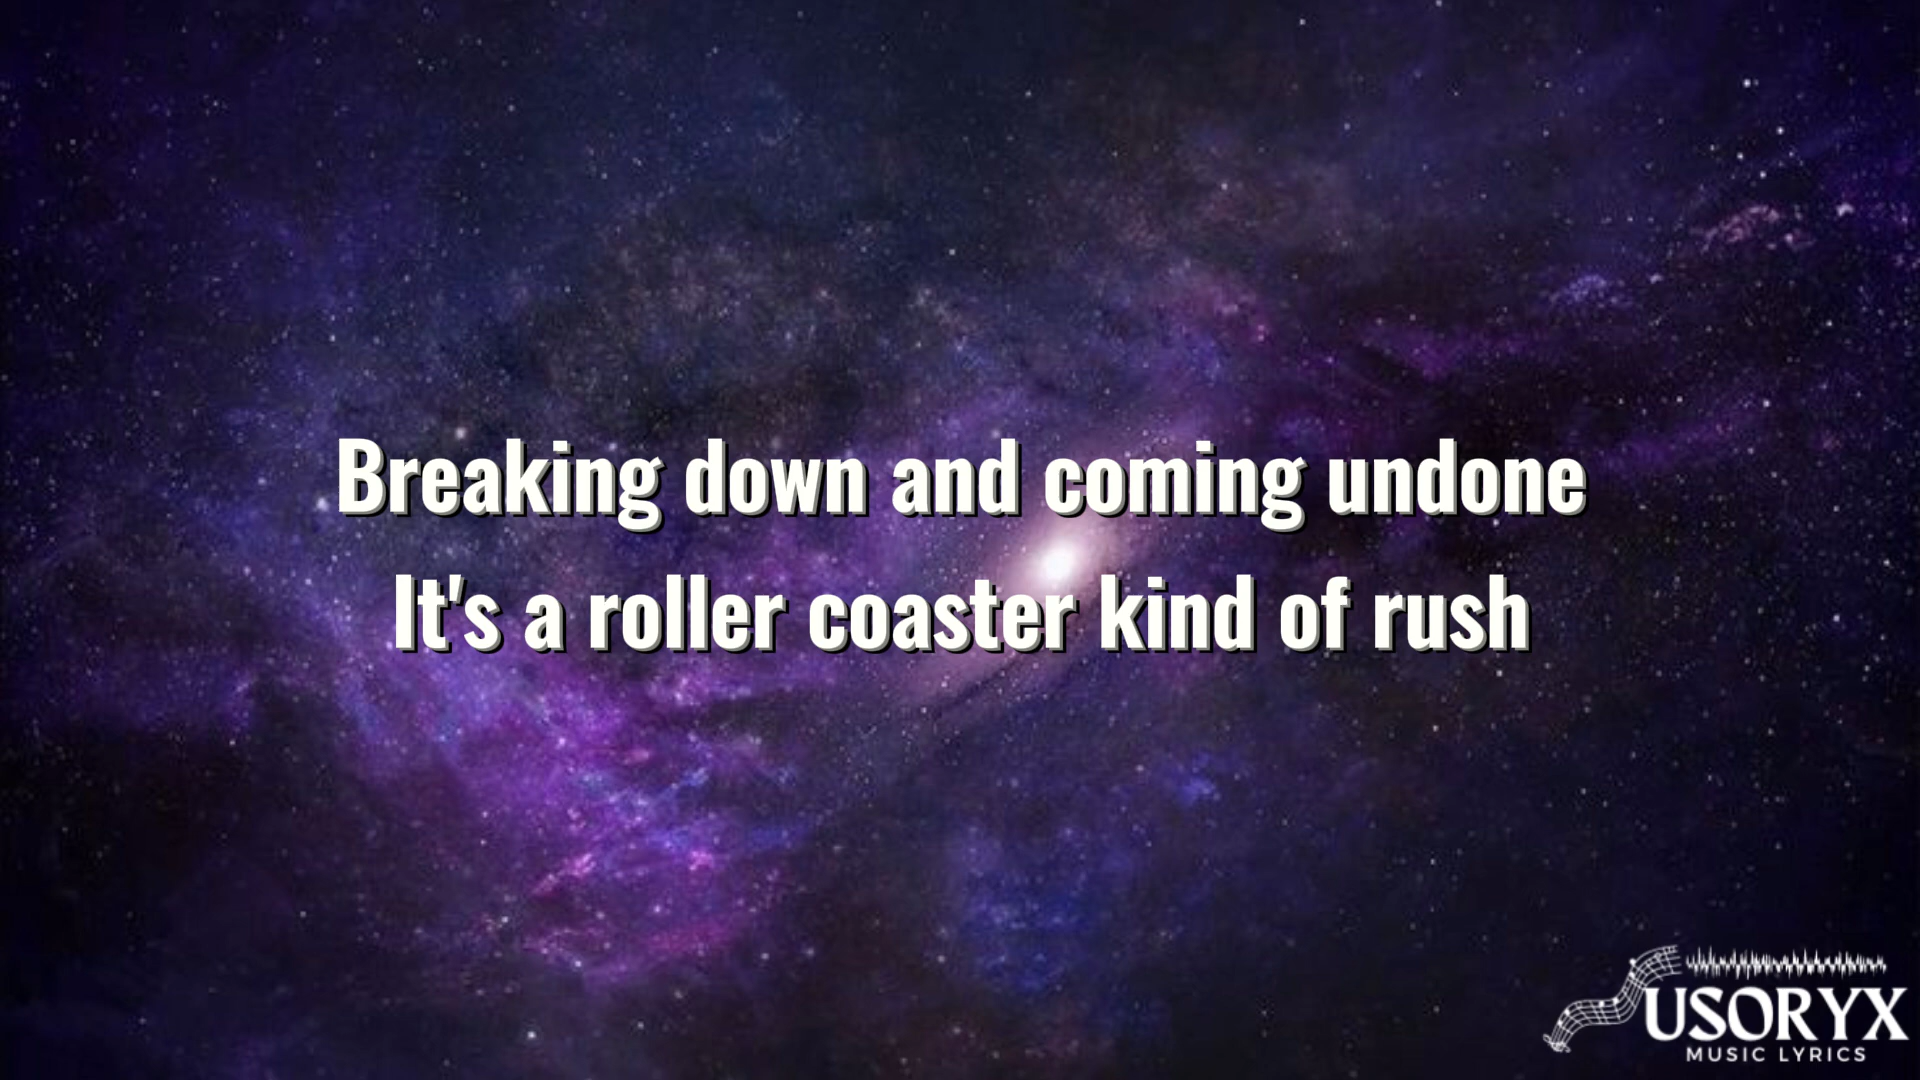 Breaking down and coming undone
It's a roller coaster kind of rush
USORYX
MUSIC LYRICS